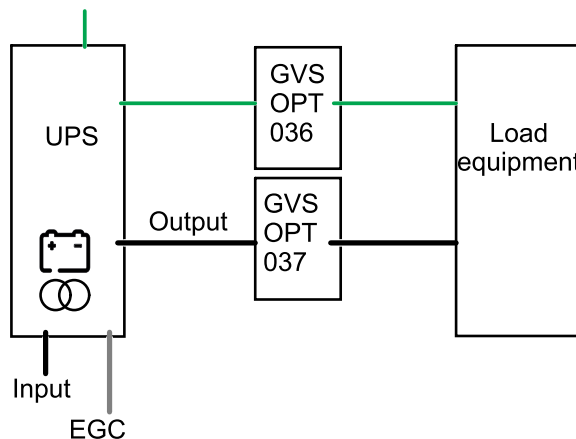 GVS
OPT
036
UPS
Load
equipment
GVS
OPT
037
Output
Input
EGC